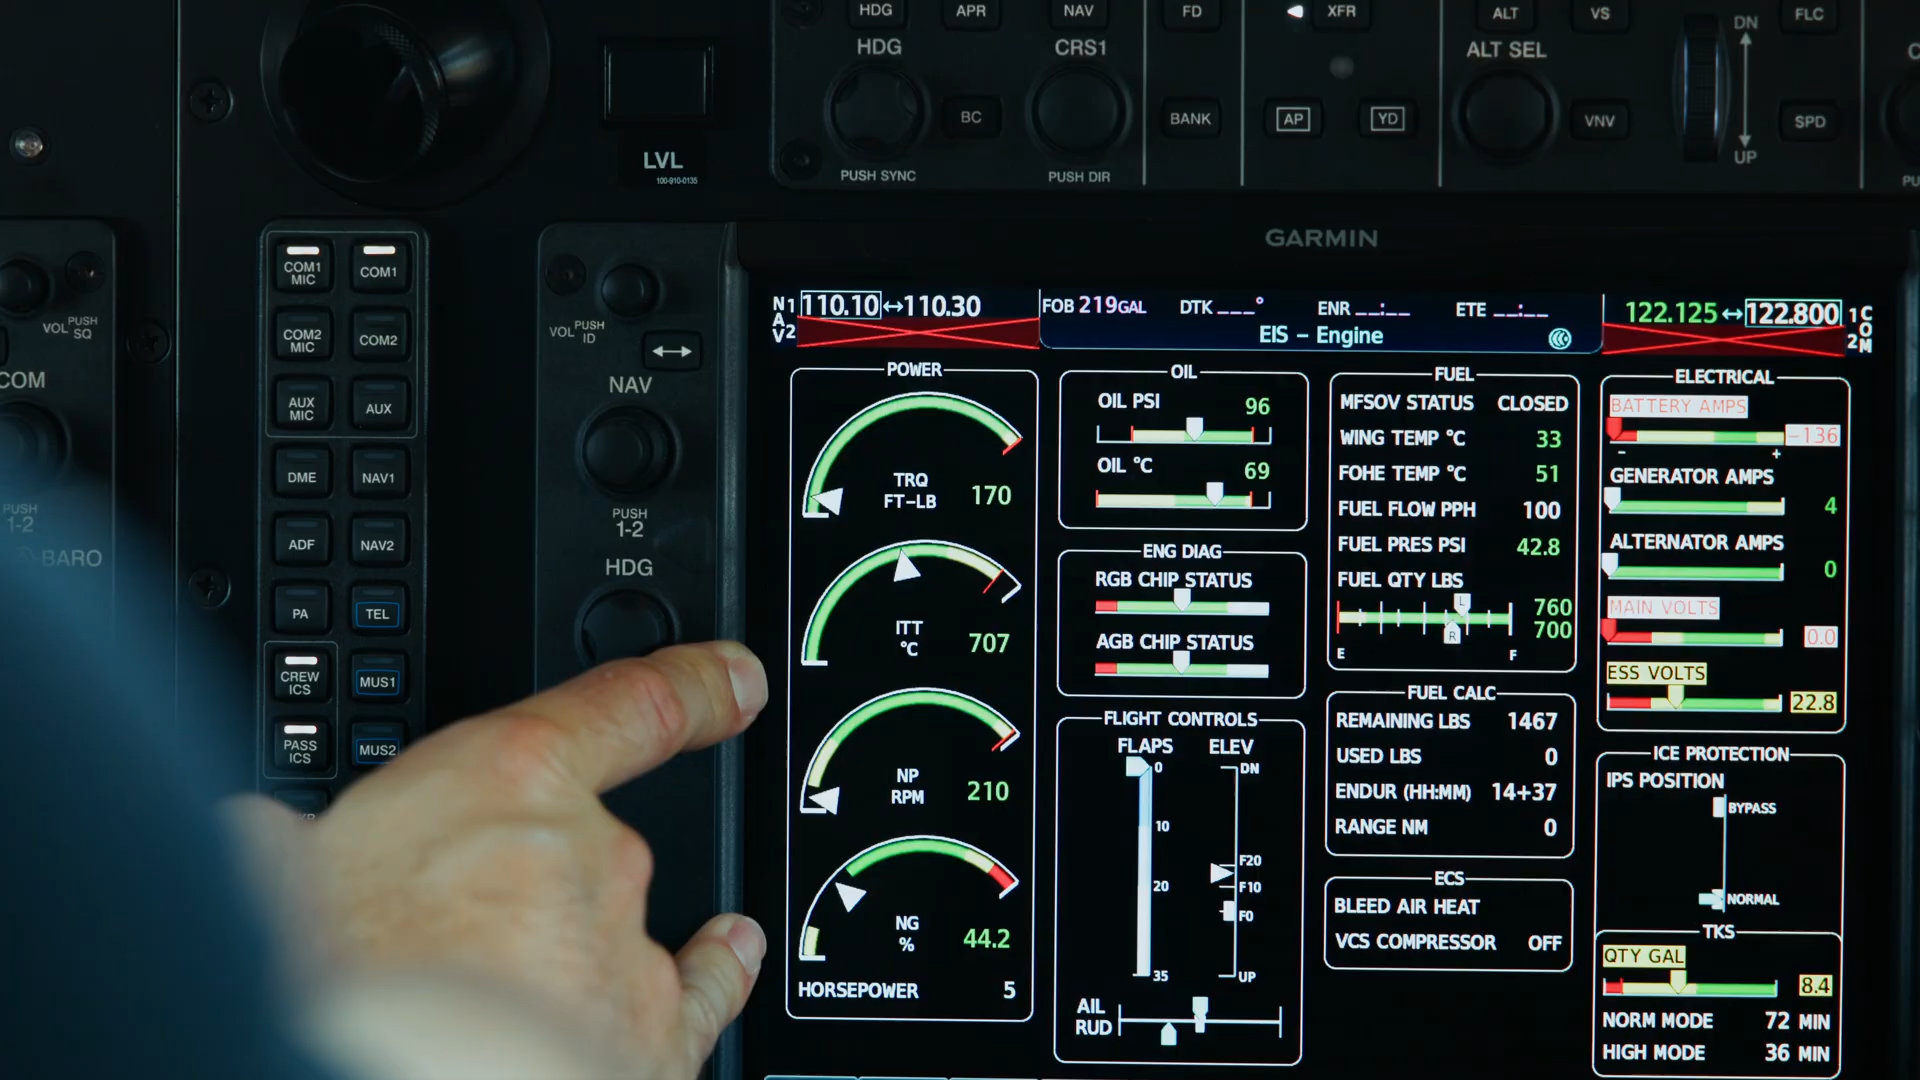 HDG APR NAV FD XFR ALT VS DN FLC
HDG CRS1 ALT SEL
BC BANK AP YD VNV SPD
UP
PUSH SYNC PUSH DIR
LVL
100-910-0135
GARMIN
COM1 MIC COM1
COM2 MIC COM2
AUX MIC AUX
DME NAV1
ADF NAV2
PA TEL
CREW ICS MUS1
PASS ICS MUS2
VOL PUSH SQ
COM
PUSH
1-2
BARO
VOL PUSH ID
NAV
PUSH
1-2
HDG
NAV 1 2
110.10↔110.30
FOB 219GAL DTK ___° ENR __:__ ETE __:__
EIS – Engine
122.125↔122.800
1 2 COM
POWER
TRQ
FT-LB 170
ITT
°C 707
NP
RPM 210
NG
% 44.2
HORSEPOWER 5
OIL
OIL PSI 96
OIL °C 69
ENG DIAG
RGB CHIP STATUS
AGB CHIP STATUS
FLIGHT CONTROLS
FLAPS ELEV
0 DN
10
F20
20 F10
F0
35 UP
AIL
RUD
FUEL
MFSOV STATUS CLOSED
WING TEMP °C 33
FOHE TEMP °C 51
FUEL FLOW PPH 100
FUEL PRES PSI 42.8
FUEL QTY LBS
L 760
R 700
E F
FUEL CALC
REMAINING LBS 1467
USED LBS 0
ENDUR (HH:MM) 14+37
RANGE NM 0
ECS
BLEED AIR HEAT
VCS COMPRESSOR OFF
ELECTRICAL
BATTERY AMPS
-136
- +
GENERATOR AMPS
4
ALTERNATOR AMPS
0
MAIN VOLTS
0.0
ESS VOLTS
22.8
ICE PROTECTION
IPS POSITION
BYPASS
NORMAL
TKS
QTY GAL
8.4
NORM MODE 72 MIN
HIGH MODE 36 MIN